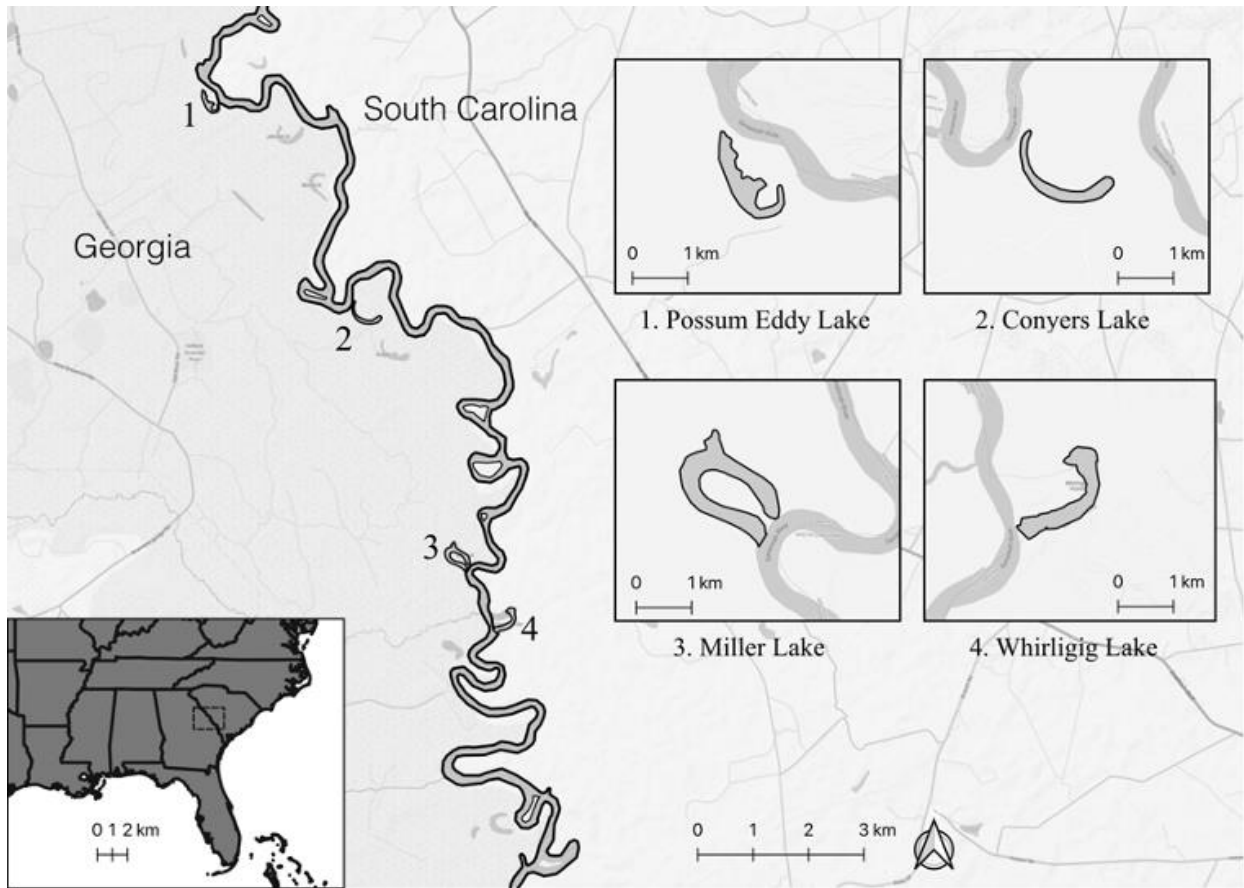 South Carolina
1
Georgia
2
3
4
0 1 km
1. Possum Eddy Lake
0 1 km
2. Conyers Lake
0 1 km
3. Miller Lake
0 1 km
4. Whirligig Lake
0 1 2 km
0 1 2 3 km